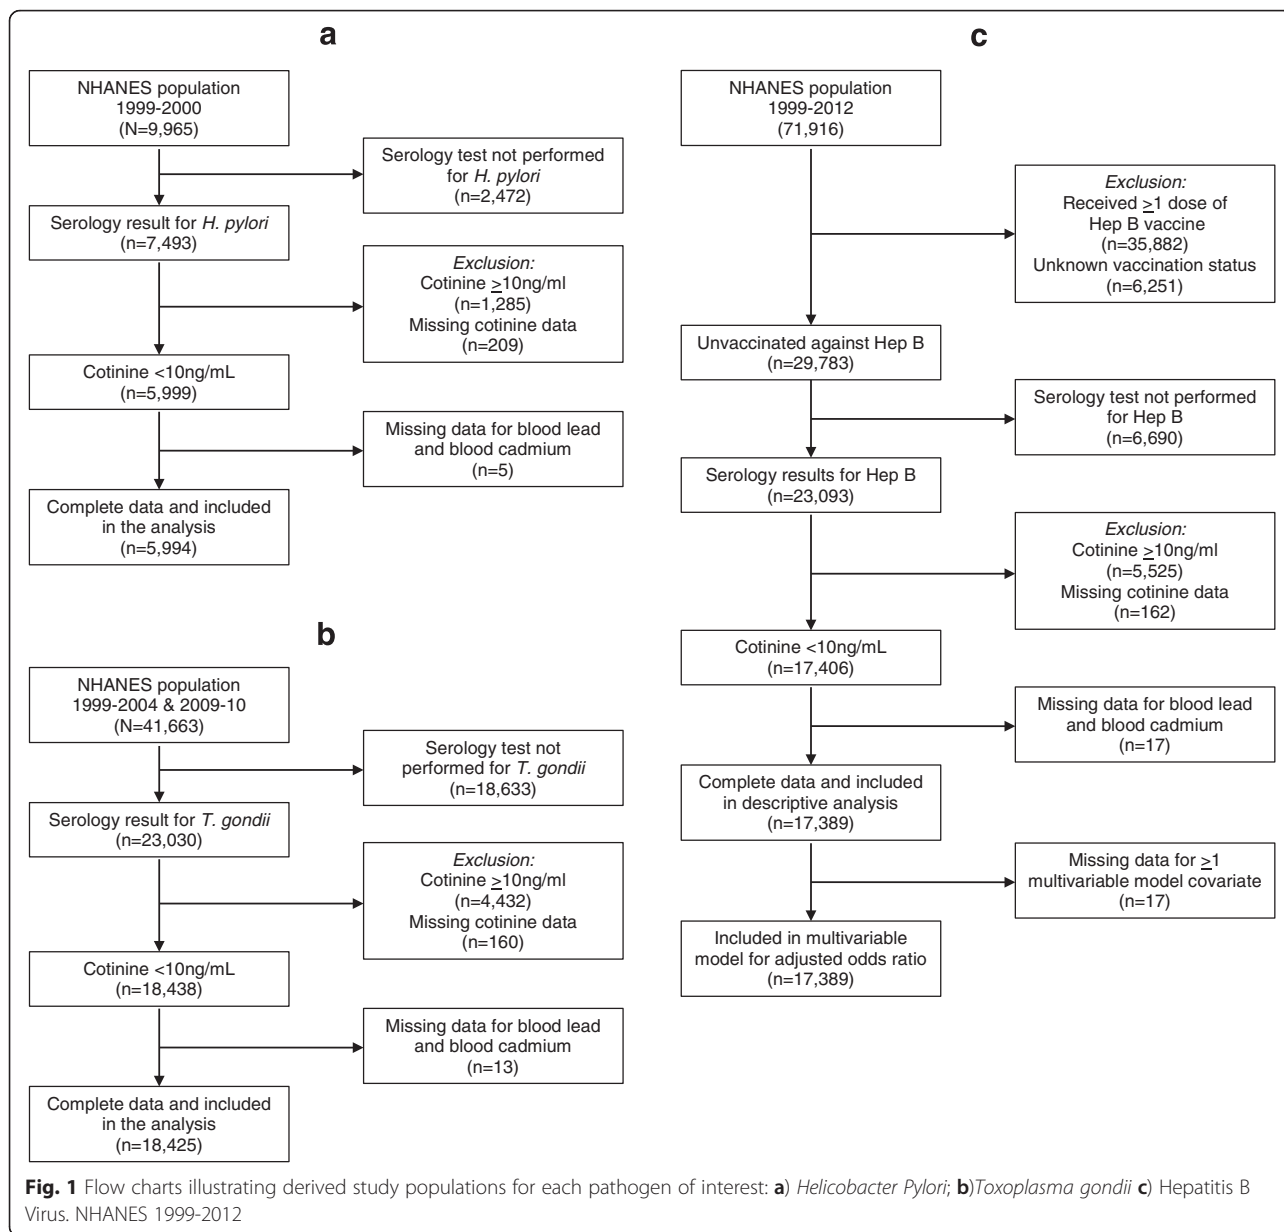 a
NHANES population
1999-2000
(N=9,965)
Serology test not performed
for H. pylori
(n=2,472)
Serology result for H. pylori
(n=7,493)
Exclusion:
Cotinine ≥10ng/ml
(n=1,285)
Missing cotinine data
(n=209)
Cotinine <10ng/mL
(n=5,999)
Missing data for blood lead
and blood cadmium
(n=5)
Complete data and included
in the analysis
(n=5,994)
b
NHANES population
1999-2004 & 2009-10
(N=41,663)
Serology test not
performed for T. gondii
(n=18,633)
Serology result for T. gondii
(n=23,030)
Exclusion:
Cotinine ≥10ng/ml
(n=4,432)
Missing cotinine data
(n=160)
Cotinine <10ng/mL
(n=18,438)
Missing data for blood lead
and blood cadmium
(n=13)
Complete data and included
in the analysis
(n=18,425)
c
NHANES population
1999-2012
(71,916)
Exclusion:
Received ≥1 dose of
Hep B vaccine
(n=35,882)
Unknown vaccination status
(n=6,251)
Unvaccinated against Hep B
(n=29,783)
Serology test not performed
for Hep B
(n=6,690)
Serology results for Hep B
(n=23,093)
Exclusion:
Cotinine ≥10ng/ml
(n=5,525)
Missing cotinine data
(n=162)
Cotinine <10ng/mL
(n=17,406)
Missing data for blood lead
and blood cadmium
(n=17)
Complete data and included
in descriptive analysis
(n=17,389)
Missing data for ≥1
multivariable model covariate
(n=17)
Included in multivariable
model for adjusted odds ratio
(n=17,389)
Fig. 1 Flow charts illustrating derived study populations for each pathogen of interest: a) Helicobacter Pylori; b)Toxoplasma gondii c) Hepatitis B
Virus. NHANES 1999-2012